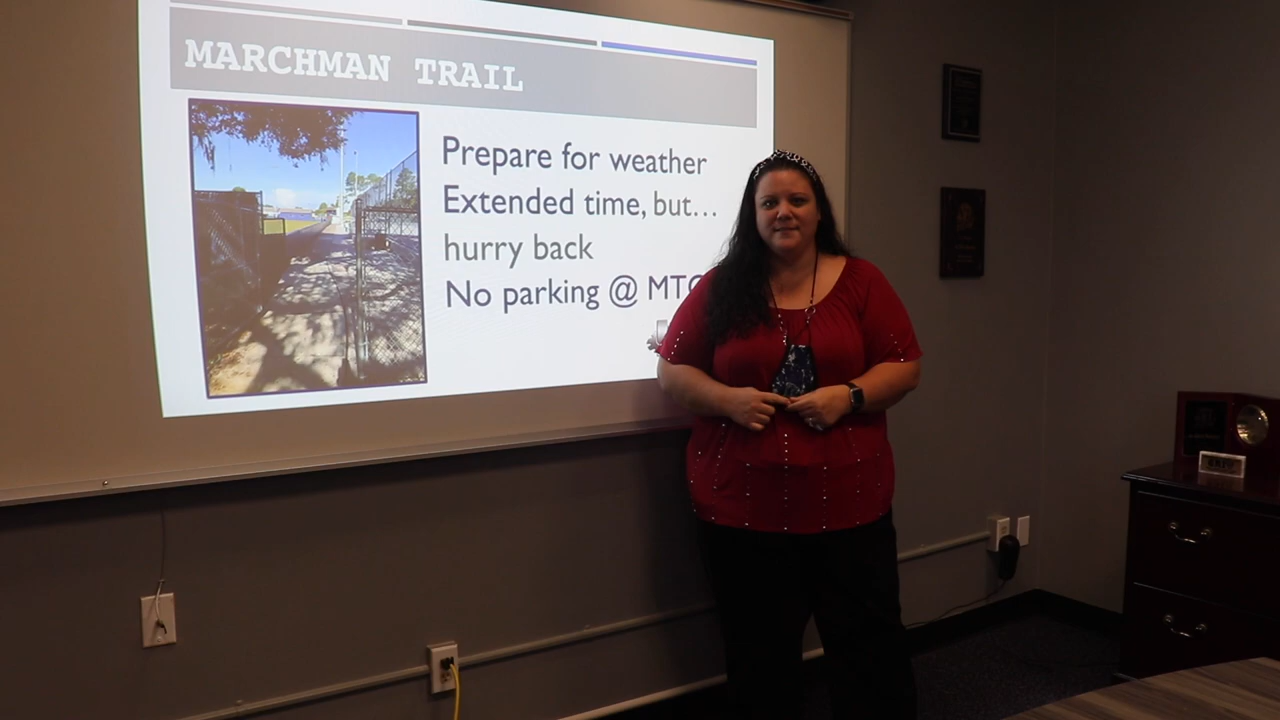 MARCHMAN TRAIL
Prepare for weather
Extended time, but...
hurry back
No parking @ MTC